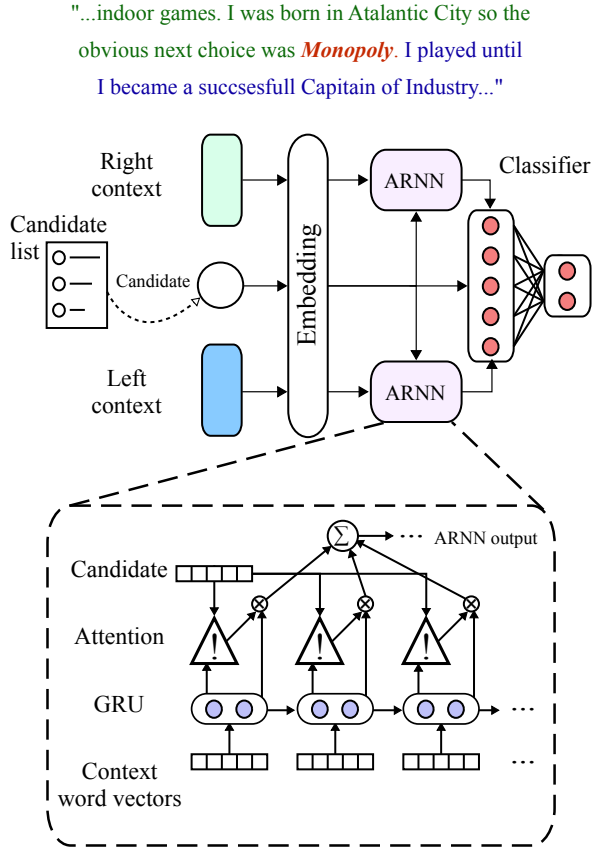 "...indoor games. I was born in Atalantic City so the
obvious next choice was Monopoly. I played until
I became a succsesfull Capitain of Industry..."
Right
context
ARNN
Classifier
Candidate
list
Candidate
Embedding
Left
context
ARNN
Σ
... ARNN output
Candidate
Attention
! ! !
GRU
...
Context
word vectors
...